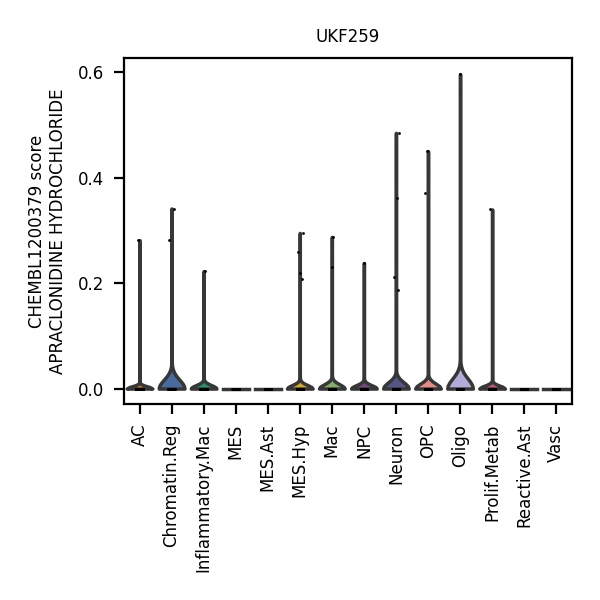 UKF259
CHEMBL1200379 score
APRACLONIDINE HYDROCHLORIDE
0.6
0.4
0.2
0.0
AC
Chromatin.Reg
Inflammatory.Mac
MES
MES.Ast
MES.Hyp
Mac
NPC
Neuron
OPC
Oligo
Prolif.Metab
Reactive.Ast
Vasc